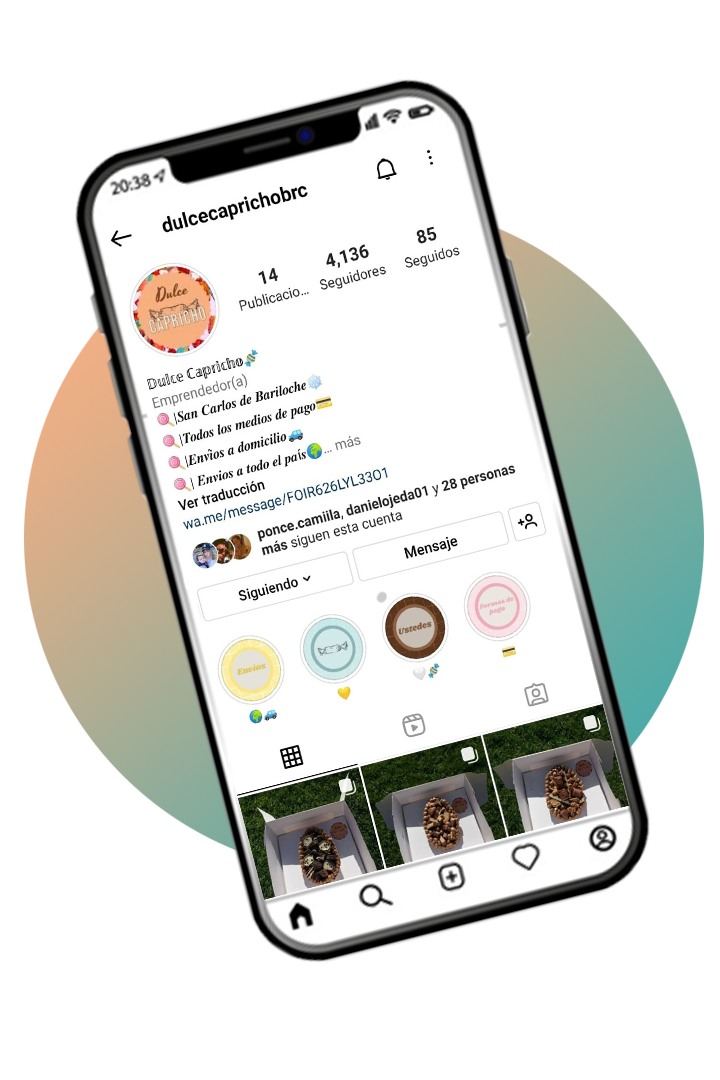 20:38
dulcecaprichobrc
Dulce
CAPRICHO
14
Publicacio...
4,136
Seguidores
85
Seguidos
Dulce Capricho🍬
Emprendedor(a)
🍭|San Carlos de Bariloche❄️
🍭|Todos los medios de pago💳
🍭|Envios a domicilio🚙
🍭| Envios a todo el país🌍... más
Ver traducción
wa.me/message/FOIR626LYL33O1
ponce.camiila, danielojeda01 y 28 personas
más siguen esta cuenta
Siguiendo
Mensaje
Envios
Ustedes
Formas de
pago
🌍🚙
💛
🤍🍬
💳